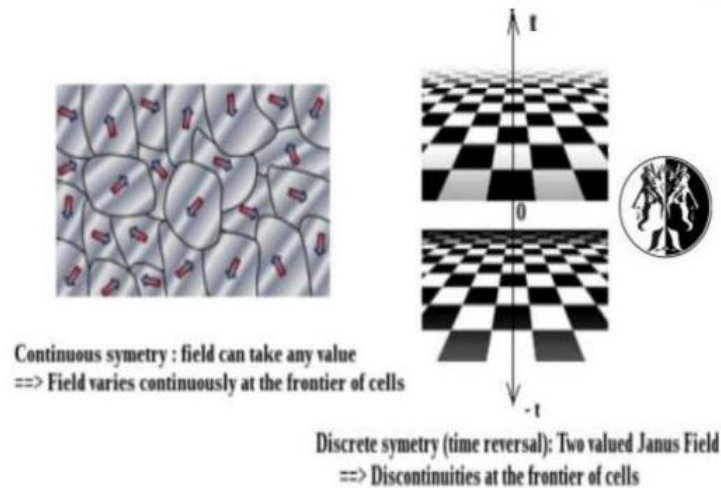 t
0
Continuous symetry : field can take any value
==> Field varies continuously at the frontier of cells
- t
Discrete symetry (time reversal): Two valued Janus Field
==> Discontinuities at the frontier of cells